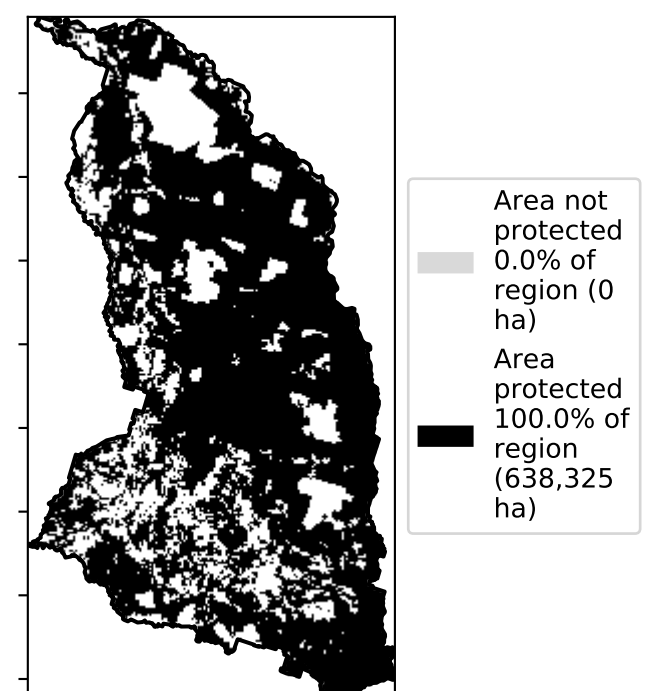 Area not
protected
0.0% of
region (0
ha)
Area
protected
100.0% of
region
(638,325
ha)